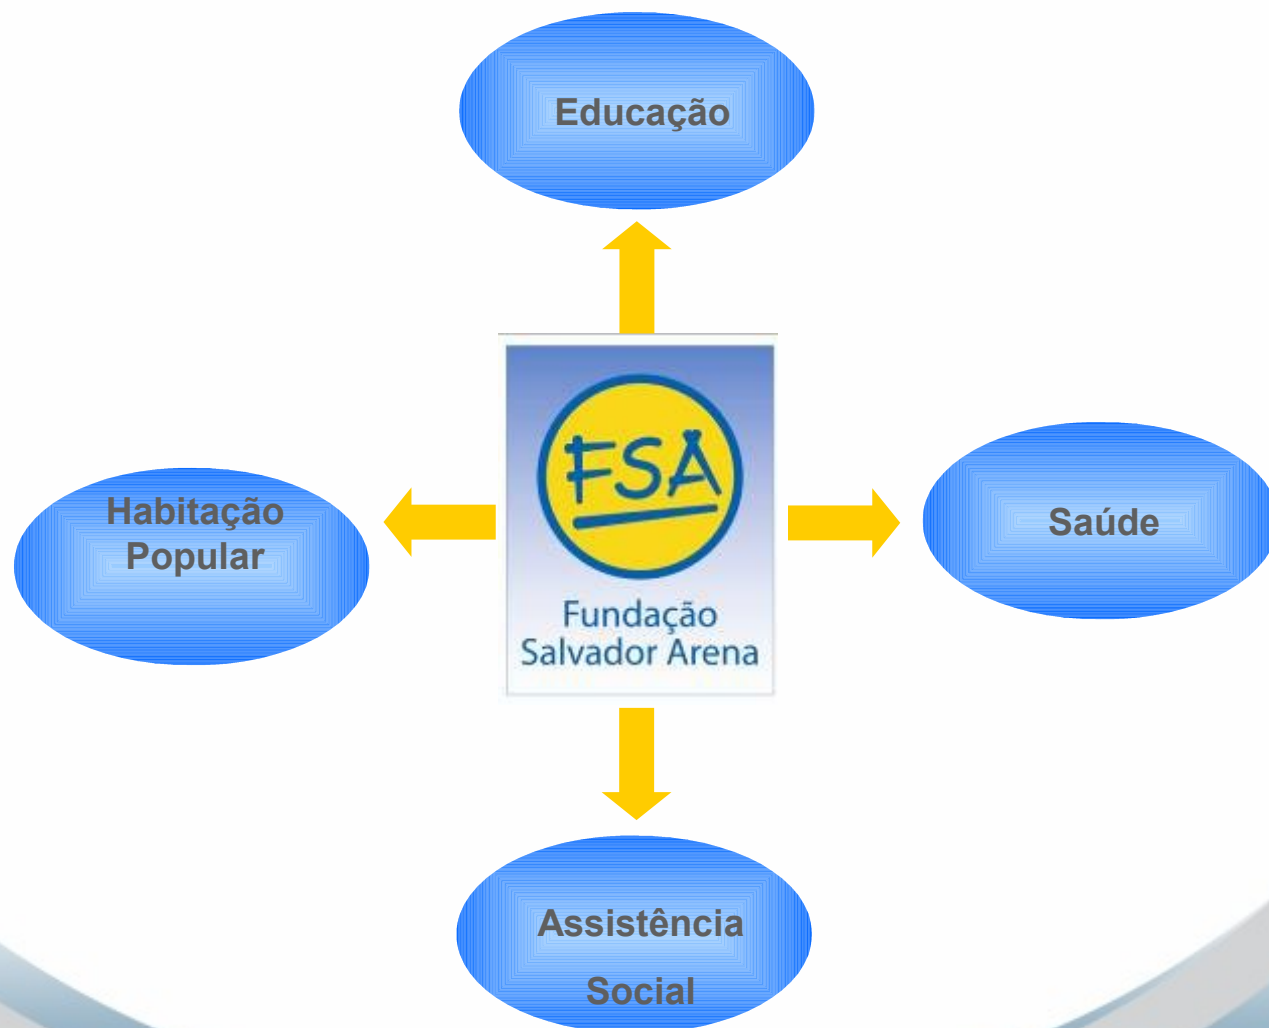 Educação
FSA
Fundação
Salvador Arena
Habitação
Popular
Saúde
Assistência
Social